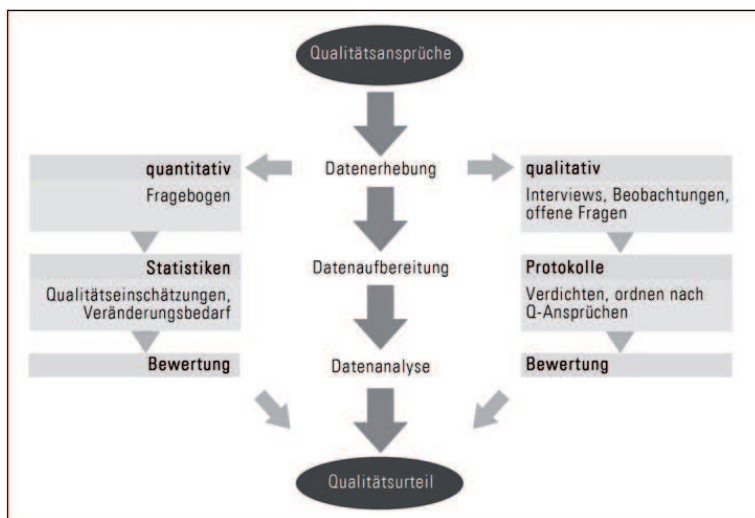 Qualitätsansprüche
quantitativ
Fragebogen
Datenerhebung
qualitativ
Interviews, Beobachtungen,
offene Fragen
Statistiken
Qualitätseinschätzungen,
Veränderungsbedarf
Datenaufbereitung
Protokolle
Verdichten, ordnen nach
Q-Ansprüchen
Bewertung
Datenanalyse
Bewertung
Qualitätsurteil